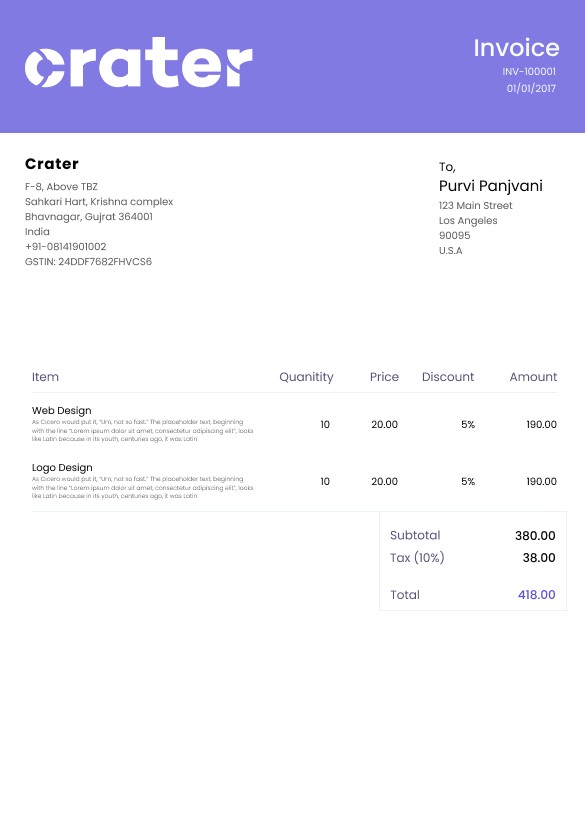 crater
Invoice
INV-100001
01/01/2017
Crater
F-8, Above TBZ
Sahkari Hart, Krishna complex
Bhavnagar, Gujrat 364001
India
+91-08141901002
GSTIN: 24DDF7682FHVCS6
To,
Purvi Panjvani
123 Main Street
Los Angeles
90095
U.S.A
Item Quanitity Price Discount Amount
Web Design
As Cicero would put it, “Um, not so fast.” The placeholder text, beginning
with the line “Lorem ipsum dolor sit amet, consectetur adipiscing elit”, looks
like Latin because in its youth, centuries ago, it was Latin
10 20.00 5% 190.00
Logo Design
As Cicero would put it, “Um, not so fast.” The placeholder text, beginning
with the line “Lorem ipsum dolor sit amet, consectetur adipiscing elit”, looks
like Latin because in its youth, centuries ago, it was Latin
10 20.00 5% 190.00
Subtotal 380.00
Tax (10%) 38.00
Total 418.00